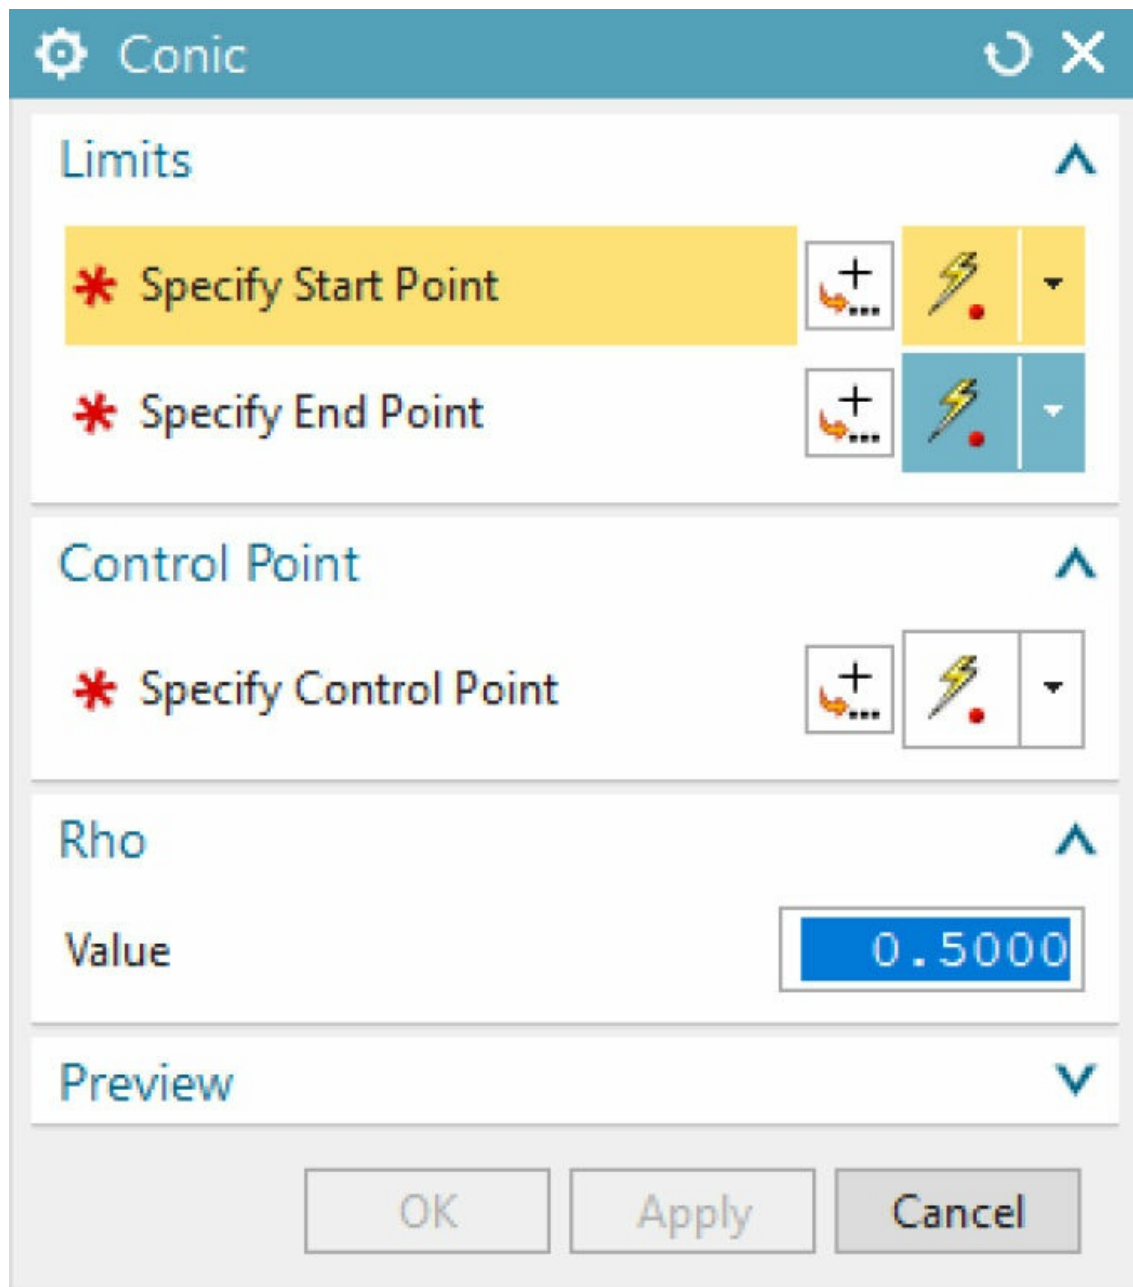 Conic
Limits
* Specify Start Point
* Specify End Point
Control Point
* Specify Control Point
Rho
Value 0.5000
Preview
OK Apply Cancel